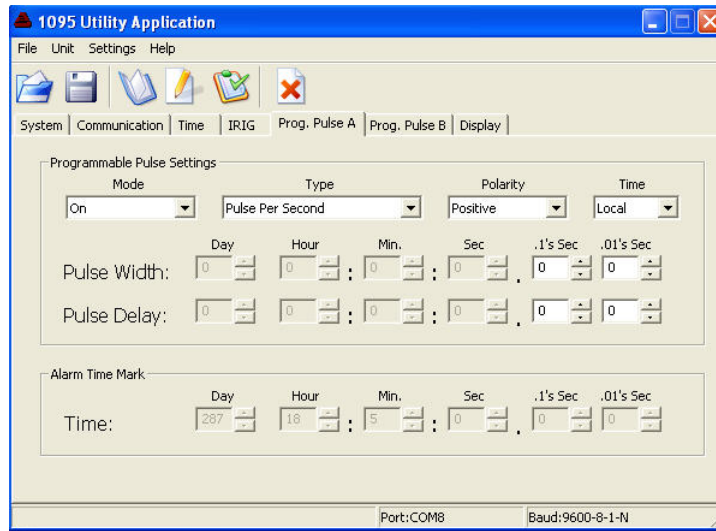 1095 Utility Application
File Unit Settings Help
System Communication Time IRIG Prog. Pulse A Prog. Pulse B Display
Programmable Pulse Settings
Mode Type Polarity Time
On Pulse Per Second Positive Local
Day Hour Min. Sec .1's Sec .01's Sec
Pulse Width: 0 0 : 0 : 0 . 0 0
Pulse Delay: 0 0 : 0 : 0 . 0 0
Alarm Time Mark
Day Hour Min. Sec .1's Sec .01's Sec
Time: 287 18 : 5 : 0 . 0 0
Port:COM8 Baud:9600-8-1-N